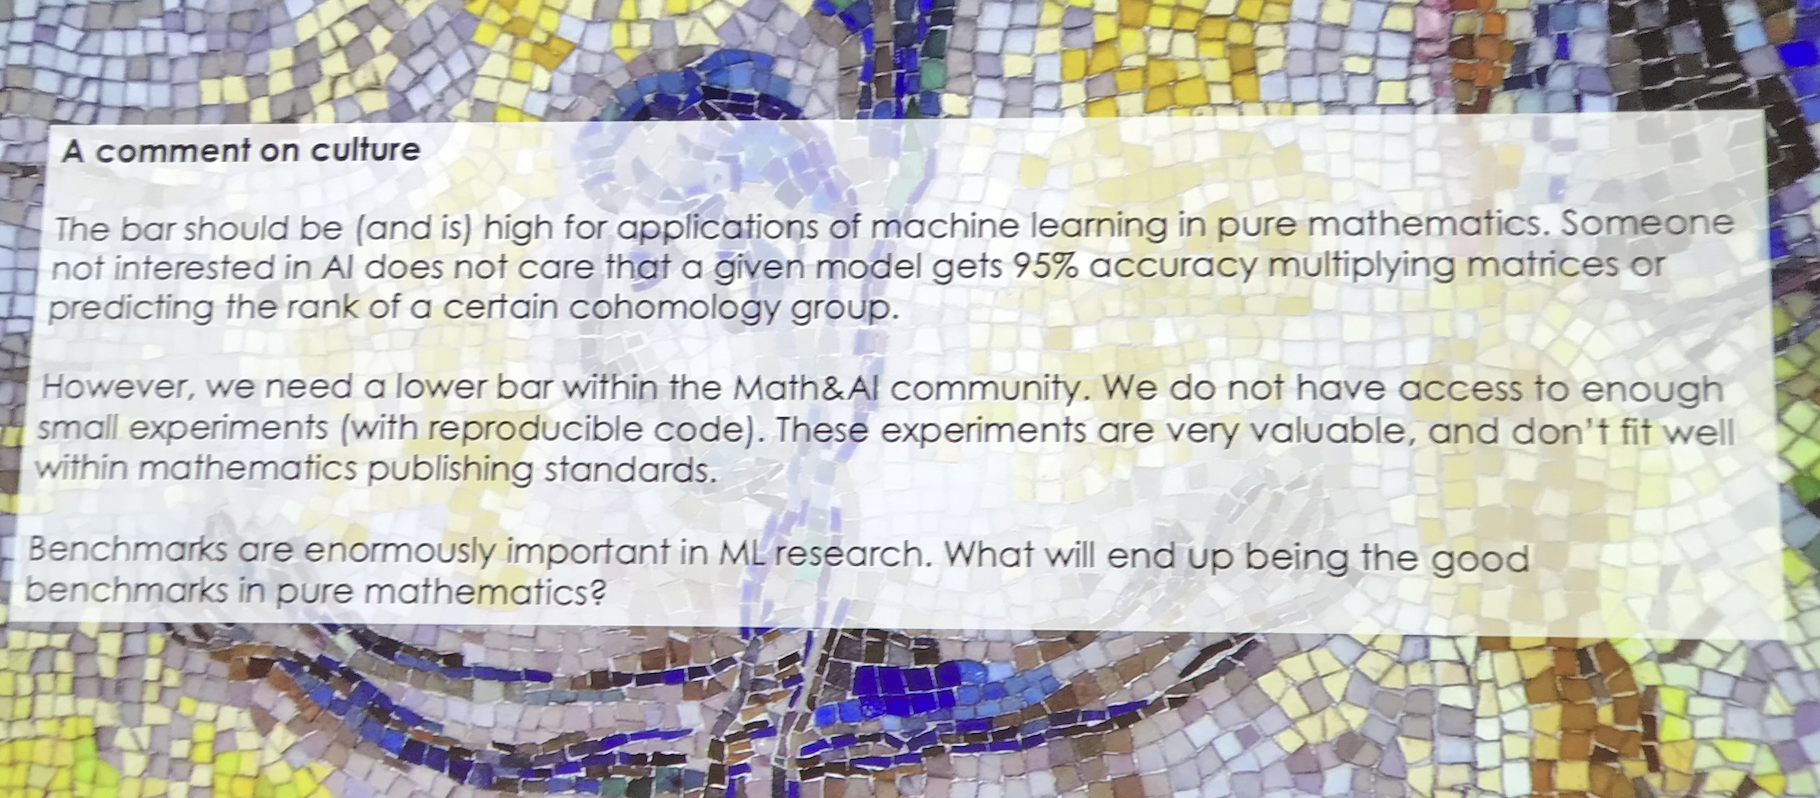 A comment on culture
The bar should be (and is) high for applications of machine learning in pure mathematics. Someone
not interested in AI does not care that a given model gets 95% accuracy multiplying matrices or
predicting the rank of a certain cohomology group.
However, we need a lower bar within the Math&AI community. We do not have access to enough
small experiments (with reproducible code). These experiments are very valuable, and don't fit well
within mathematics publishing standards.
Benchmarks are enormously important in ML research. What will end up being the good
benchmarks in pure mathematics?